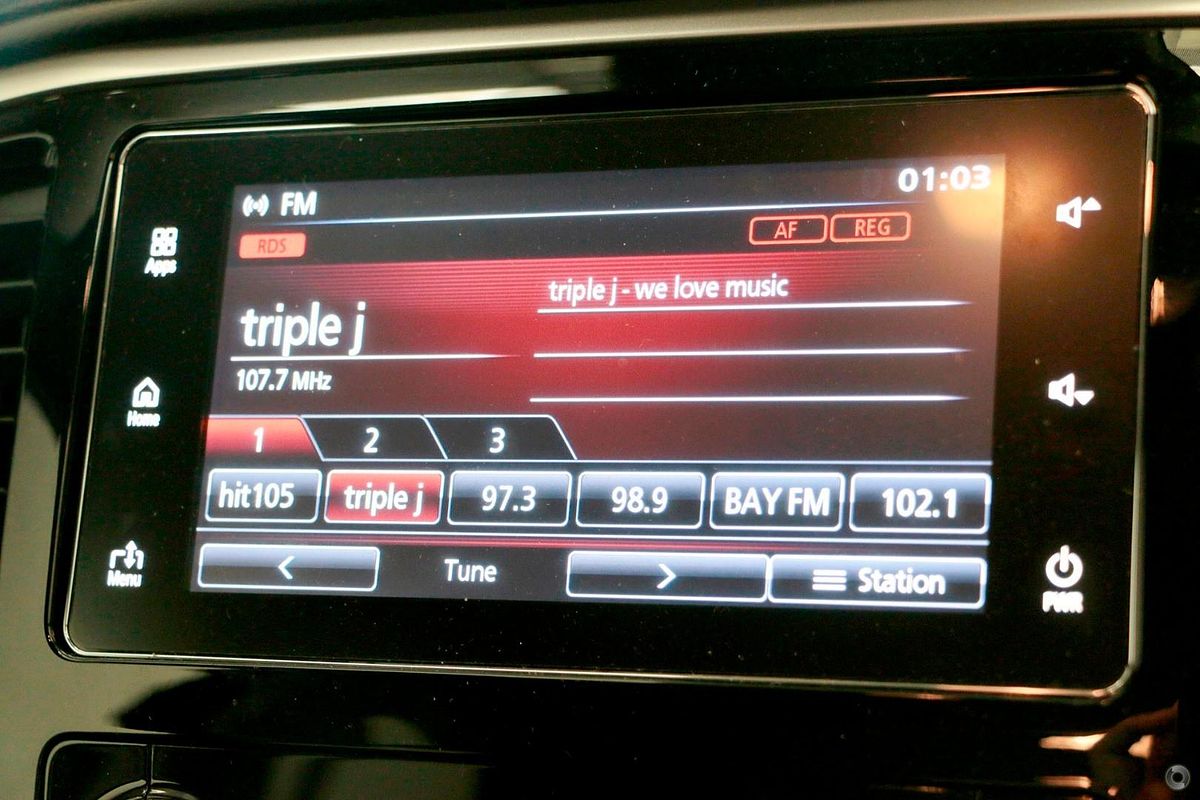 FM
01:03
RDS
AF
REG
Apps
triple j - we love music
triple j
107.7 MHz
Home
1
2
3
hit105
triple j
97.3
98.9
BAY FM
102.1
Menu
<
Tune
>
Station
PWR